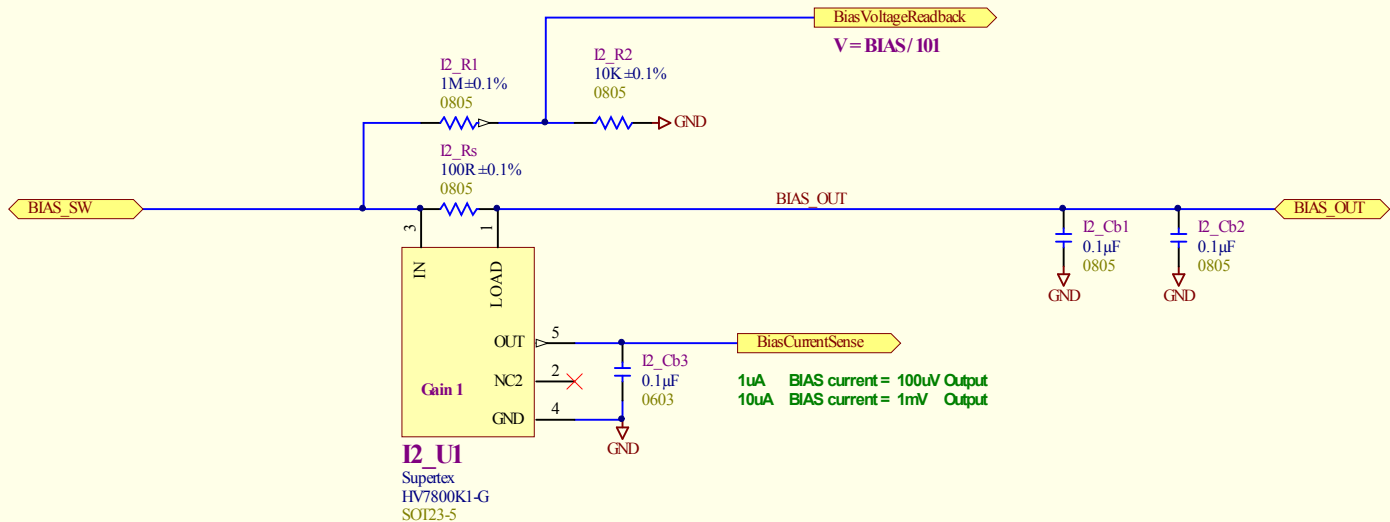 BiasVoltageReadback
V = BIAS / 101
I2_R1
1M±0.1%
0805
I2_R2
10K±0.1%
0805
GND
I2_Rs
100R±0.1%
0805
BIAS_SW
BIAS_OUT
BIAS_OUT
3
1
IN
LOAD
I2_Cb1
0.1µF
0805
GND
I2_Cb2
0.1µF
0805
GND
OUT
5
BiasCurrentSense
NC2
2
Gain 1
GND
4
I2_Cb3
0.1µF
0603
GND
1uA BIAS current = 100uV Output
10uA BIAS current = 1mV Output
I2_U1
Supertex
HV7800K1-G
SOT23-5